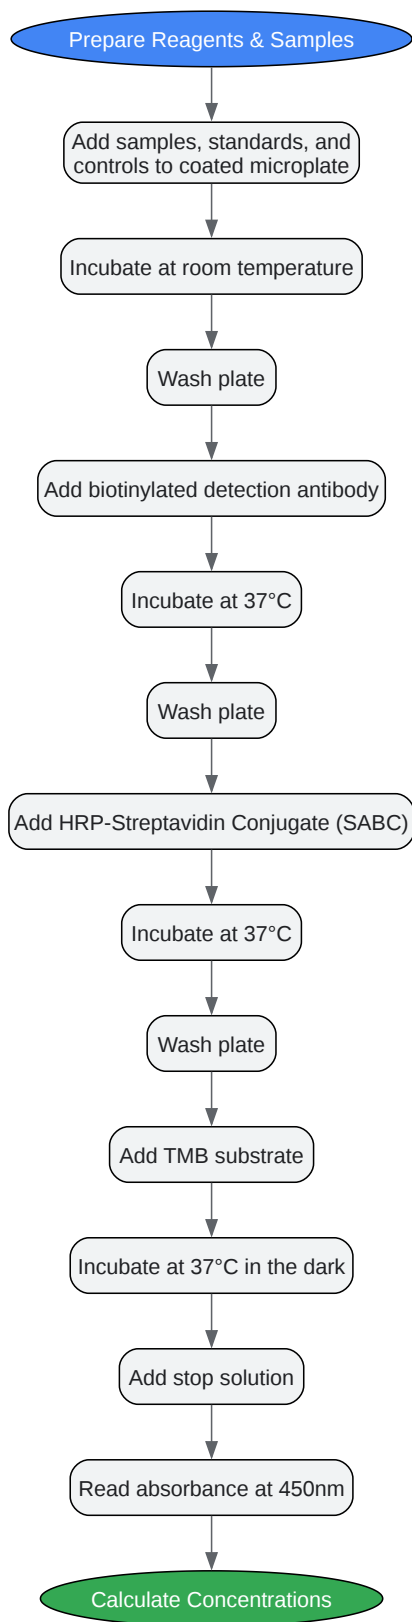 Prepare Reagents & Samples
Add samples, standards, and
controls to coated microplate
Incubate at room temperature
Wash plate
Add biotinylated detection antibody
Incubate at 37°C
Wash plate
Add HRP-Streptavidin Conjugate (SABC)
Incubate at 37°C
Wash plate
Add TMB substrate
Incubate at 37°C in the dark
Add stop solution
Read absorbance at 450nm
Calculate Concentrations